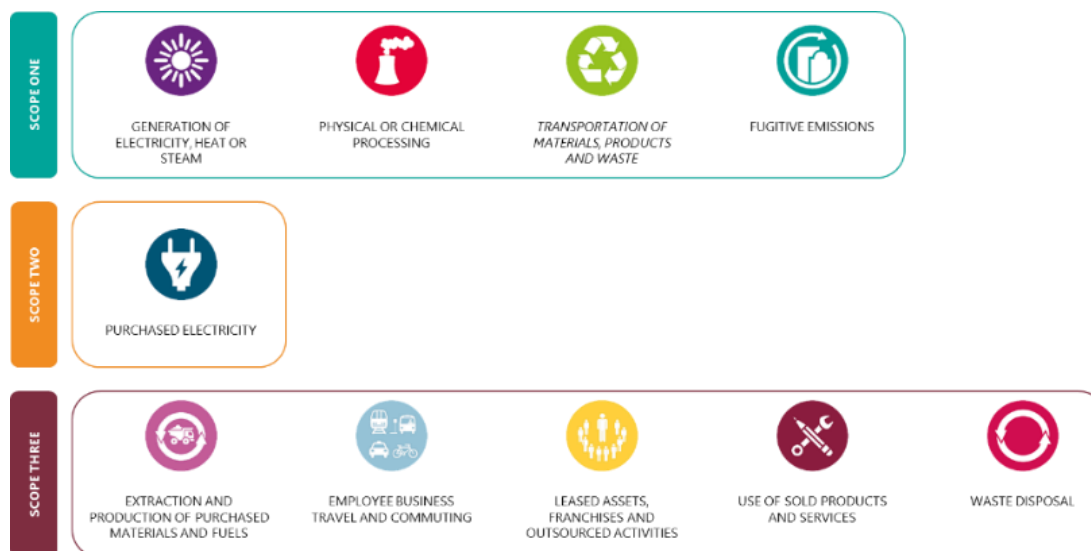 SCOPE ONE
GENERATION OF
ELECTRICITY, HEAT OR
STEAM
PHYSICAL OR CHEMICAL
PROCESSING
TRANSPORTATION OF
MATERIALS, PRODUCTS
AND WASTE
FUGITIVE EMISSIONS
SCOPE TWO
PURCHASED ELECTRICITY
SCOPE THREE
EXTRACTION AND
PRODUCTION OF PURCHASED
MATERIALS AND FUELS
EMPLOYEE BUSINESS
TRAVEL AND COMMUTING
LEASED ASSETS,
FRANCHISES AND
OUTSOURCED ACTIVITIES
USE OF SOLD PRODUCTS
AND SERVICES
WASTE DISPOSAL